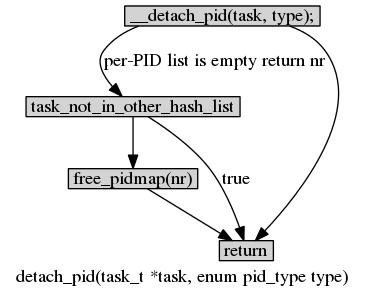 __detach_pid(task, type);
per-PID list is empty return nr
task_not_in_other_hash_list
free_pidmap(nr)
true
return
detach_pid(task_t *task, enum pid_type type)